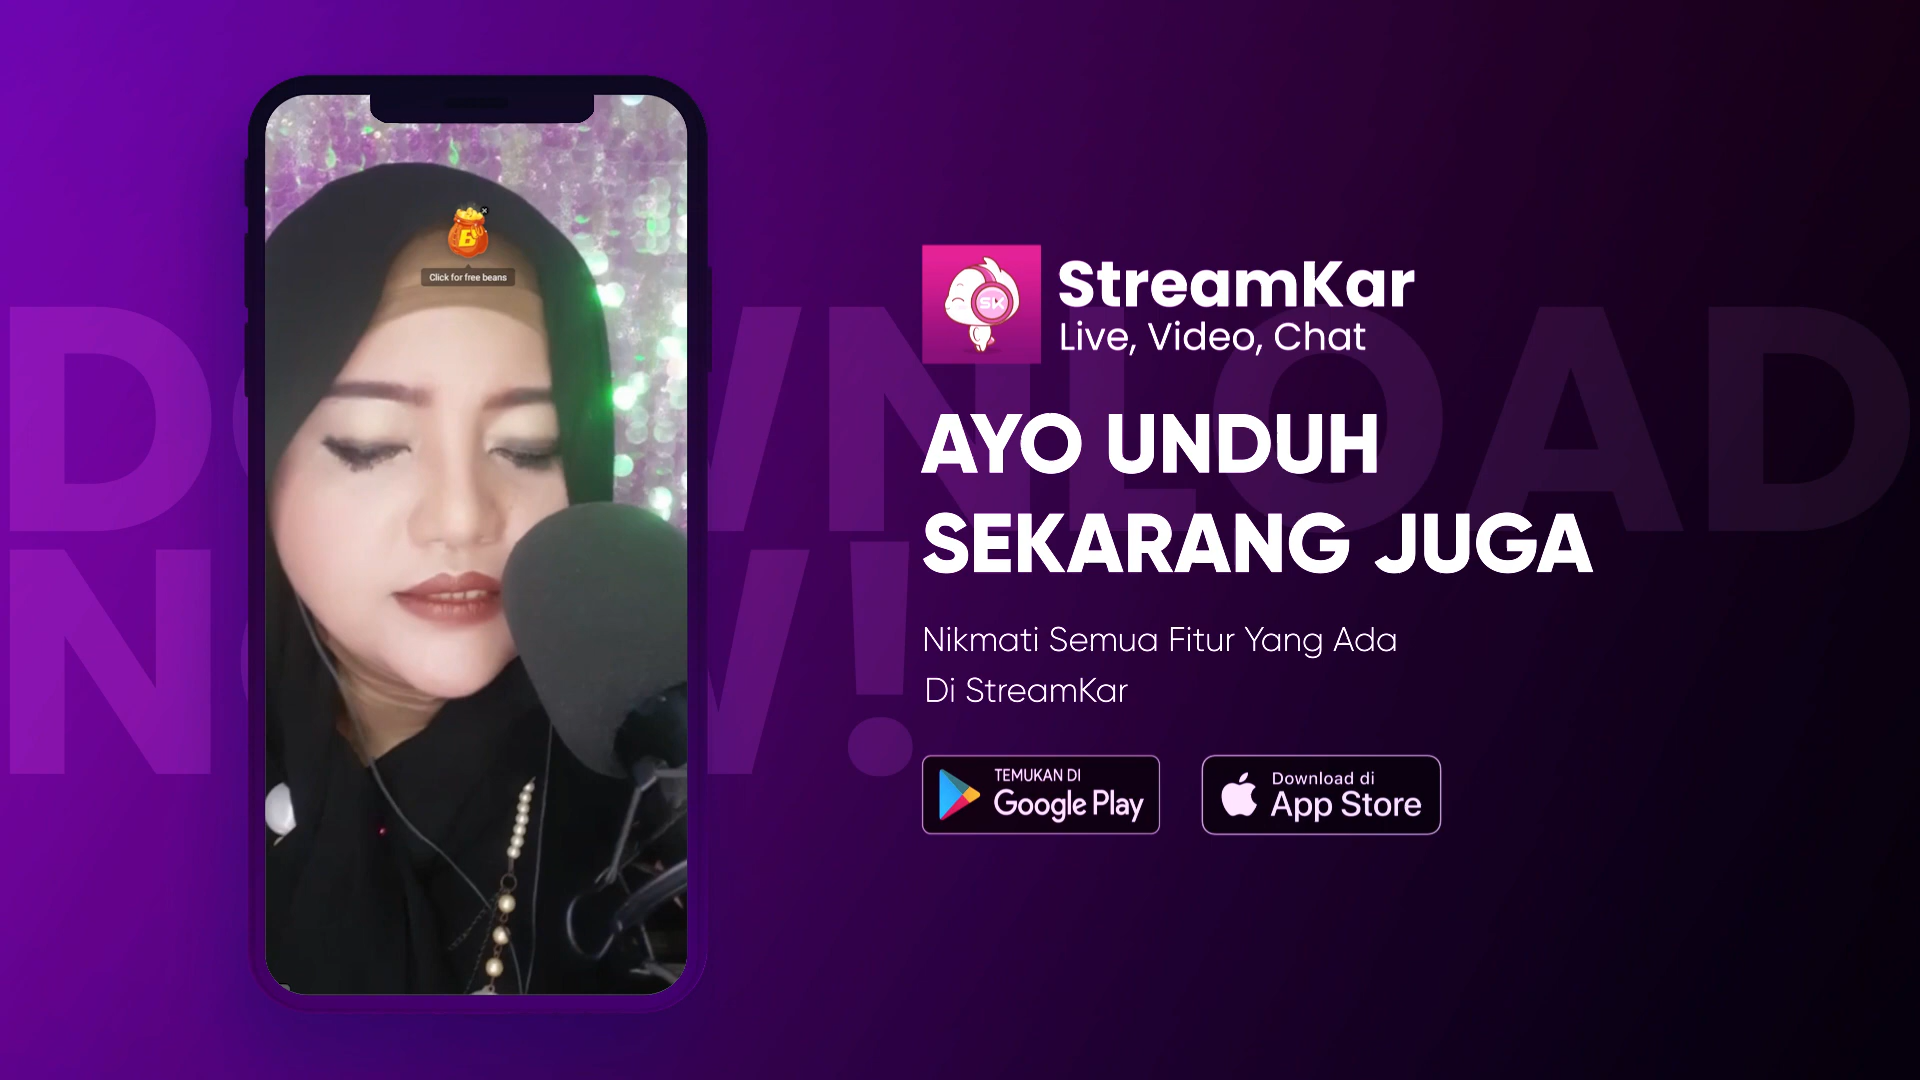 Click for free beans
SK
StreamKar
Live, Video, Chat
AYO UNDUH
SEKARANG JUGA
Nikmati Semua Fitur Yang Ada
Di StreamKar
TEMUKAN DI
Google Play
Download di
App Store
DOWNLOAD
NOW!